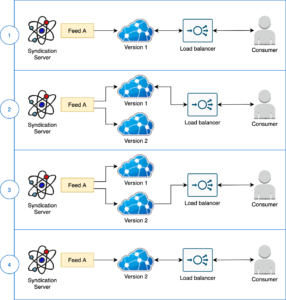 1
Syndication
Server
Feed A
Version 1
Load balancer
Consumer
2
Syndication
Server
Feed A
Version 1
Version 2
Load balancer
Consumer
3
Syndication
Server
Feed A
Version 1
Version 2
Load balancer
Consumer
4
Syndication
Server
Feed A
Version 2
Load balancer
Consumer